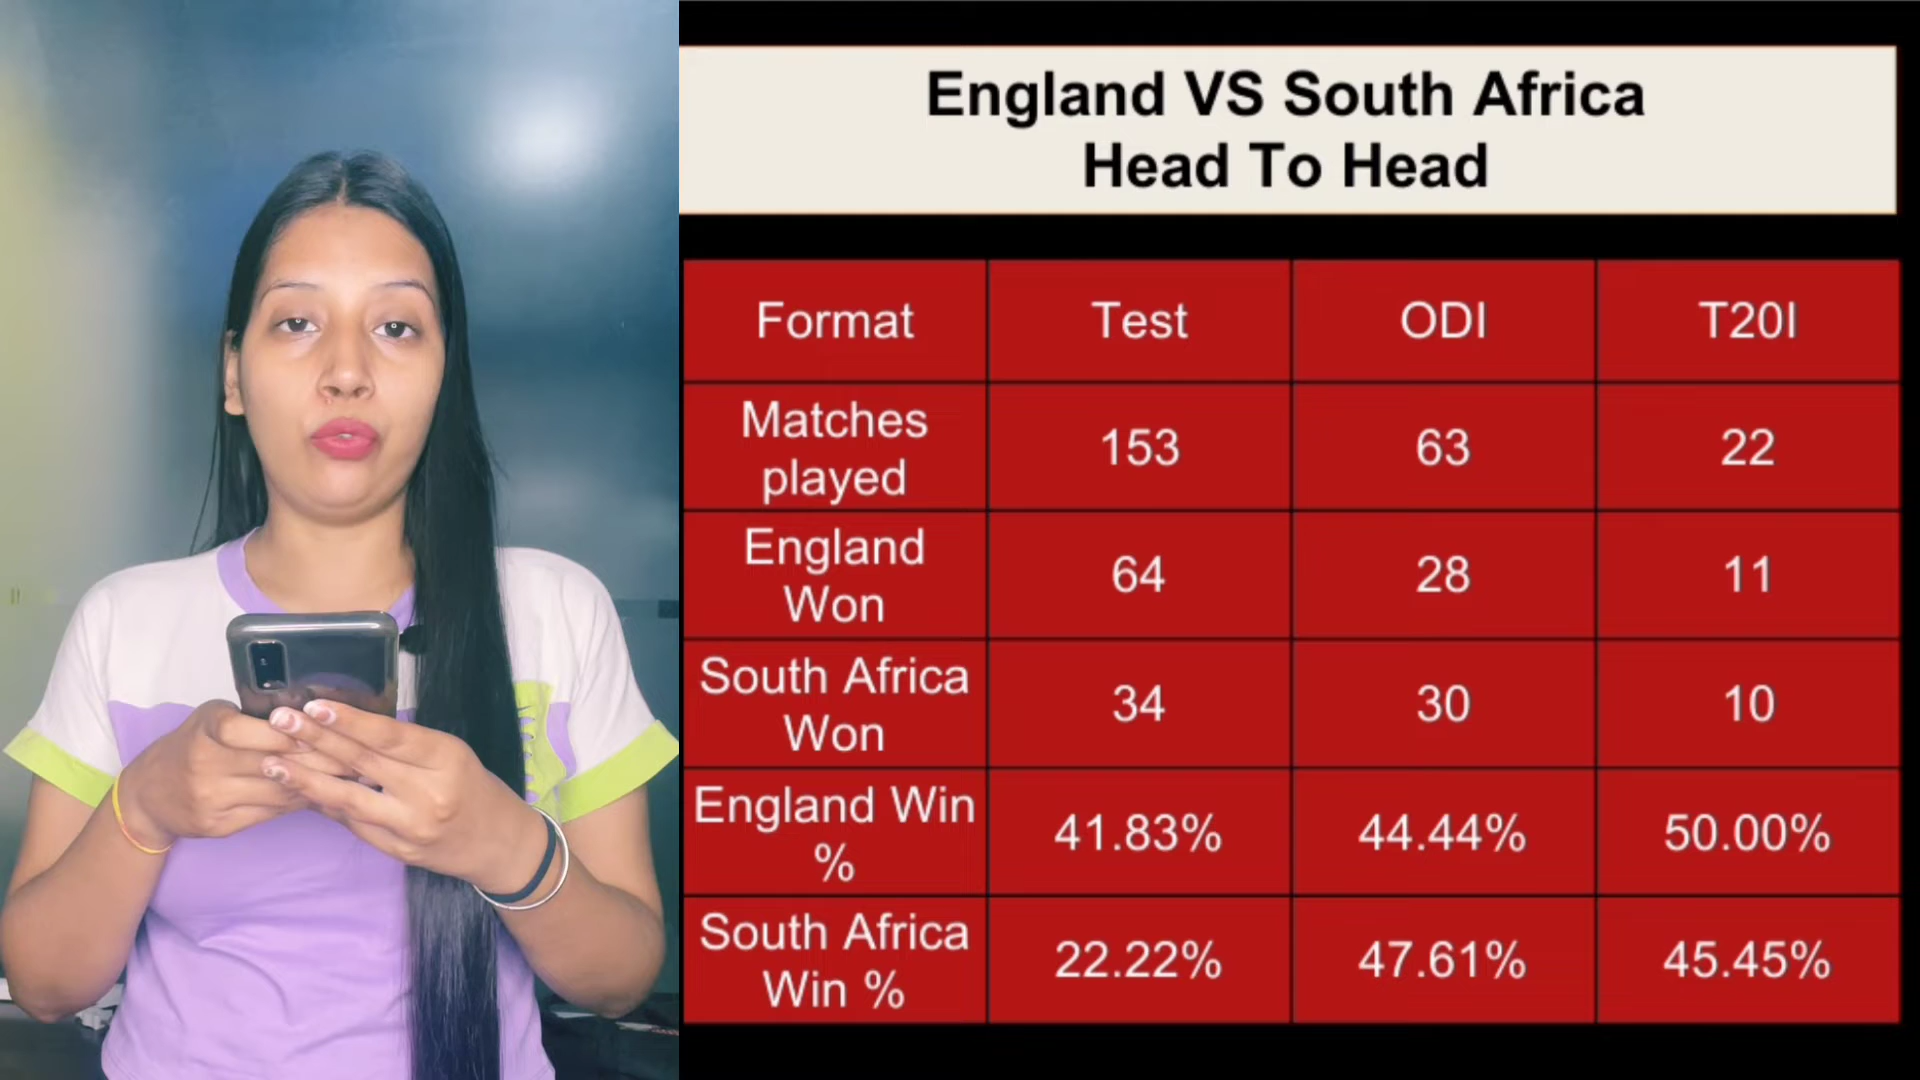 England VS South Africa
Head To Head
Format Test ODI T20I
Matches
played
153 63 22
England
Won
64 28 11
South Africa
Won
34 30 10
England Win
%
41.83% 44.44% 50.00%
South Africa
Win %
22.22% 47.61% 45.45%